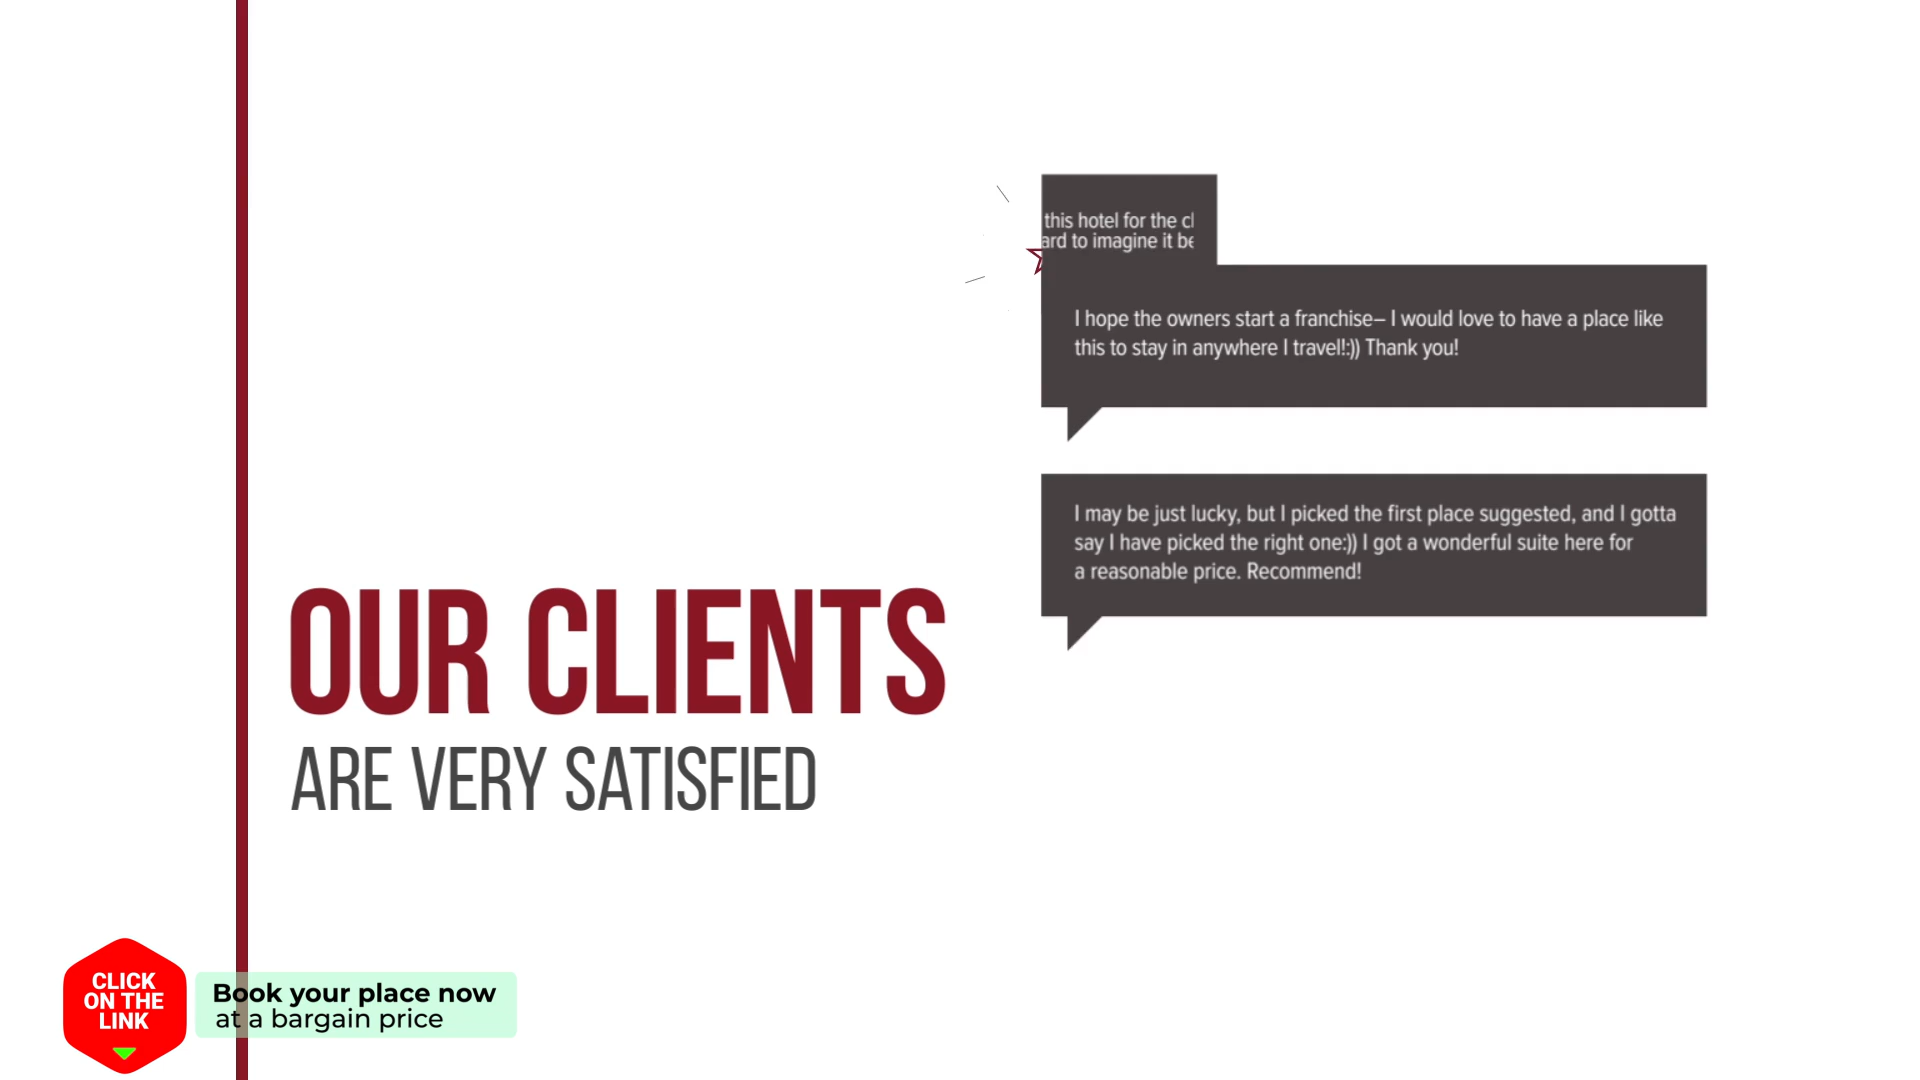 this hotel for the
to imagine it
I hope the owners start a franchise– I would love to have a place like
this to stay in anywhere I travel!:)) Thank you!
I may be just lucky, but I picked the first place suggested, and I gotta
say I have picked the right one:)) I got a wonderful suite here for
a reasonable price. Recommend!
OUR CLIENTS
ARE VERY SATISFIED
CLICK
ON THE
LINK
Book your place now
at a bargain price